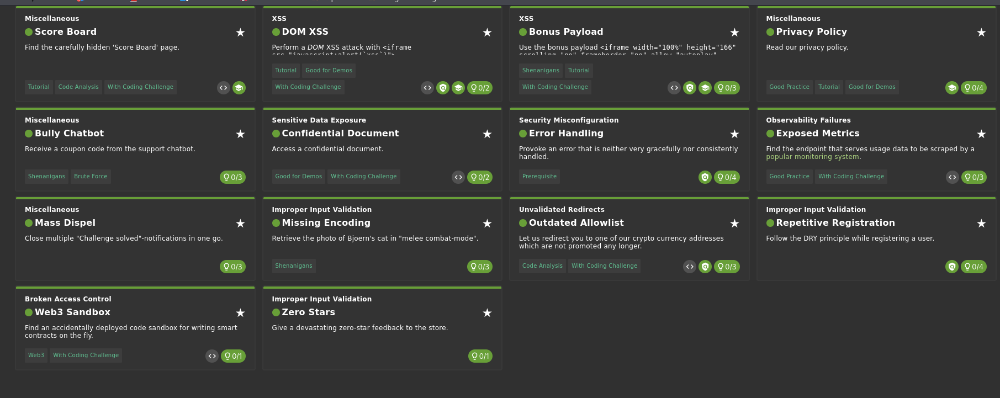 Miscellaneous
Score Board
Find the carefully hidden 'Score Board' page.
Tutorial Code Analysis With Coding Challenge
XSS
DOM XSS
Perform a DOM XSS attack with <iframe
src="javascript:alert(`xss`)">.
Tutorial Good for Demos
With Coding Challenge
0/2
XSS
Bonus Payload
Use the bonus payload <iframe width="100%" height="166"
scrolling="no" frameborder="no" allow="autoplay"
Shenanigans Tutorial
With Coding Challenge
0/3
Miscellaneous
Privacy Policy
Read our privacy policy.
Good Practice Tutorial Good for Demos
0/4
Miscellaneous
Bully Chatbot
Receive a coupon code from the support chatbot.
Shenanigans Brute Force
0/3
Sensitive Data Exposure
Confidential Document
Access a confidential document.
Good for Demos With Coding Challenge
0/2
Security Misconfiguration
Error Handling
Provoke an error that is neither very gracefully nor consistently
handled.
Prerequisite
0/4
Observability Failures
Exposed Metrics
Find the endpoint that serves usage data to be scraped by a
popular monitoring system.
Good Practice With Coding Challenge
0/3
Miscellaneous
Mass Dispel
Close multiple "Challenge solved"-notifications in one go.
0/3
Improper Input Validation
Missing Encoding
Retrieve the photo of Bjoern's cat in "melee combat-mode".
Shenanigans
0/3
Unvalidated Redirects
Outdated Allowlist
Let us redirect you to one of our crypto currency addresses
which are not promoted any longer.
Code Analysis With Coding Challenge
0/3
Improper Input Validation
Repetitive Registration
Follow the DRY principle while registering a user.
0/4
Broken Access Control
Web3 Sandbox
Find an accidentally deployed code sandbox for writing smart
contracts on the fly.
Web3 With Coding Challenge
0/1
Improper Input Validation
Zero Stars
Give a devastating zero-star feedback to the store.
0/1